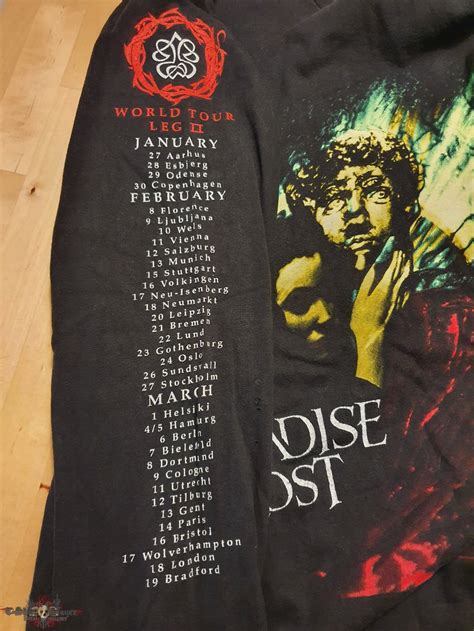 WORLD TOUR
LEG II
JANUARY
27 Aarhus
28 Esbjerg
29 Odense
30 Copenhagen
FEBRUARY
8 Florence
9 Ljubljana
10 Wels
11 Vienna
12 Salzburg
13 Munich
15 Stuttgart
16 Volkingen
17 Neu-Isenberg
18 Neumarkt
20 Leipzig
21 Bremen
22 Lund
23 Gothenburg
24 Oslo
26 Sundstall
27 Stockholm
MARCH
1 Helsiki
4/5 Hamburg
6 Berlin
7 Bielefeld
8 Dortmund
9 Cologne
11 Utrecht
12 Tilburg
13 Gent
14 Paris
16 Bristol
17 Wolverhampton
18 London
19 Bradford
ADISE
OST